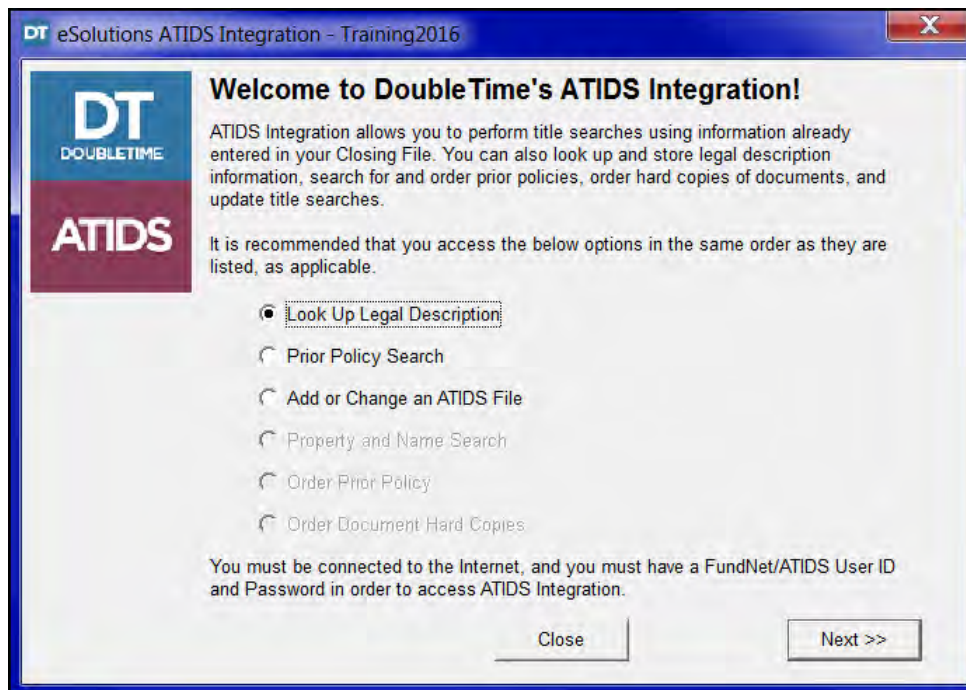 DT eSolutions ATIDS Integration - Training2016
X
DT
DOUBLETIME
ATIDS
Welcome to DoubleTime's ATIDS Integration!
ATIDS Integration allows you to perform title searches using information already
entered in your Closing File. You can also look up and store legal description
information, search for and order prior policies, order hard copies of documents, and
update title searches.
It is recommended that you access the below options in the same order as they are
listed, as applicable.
Look Up Legal Description
Prior Policy Search
Add or Change an ATIDS File
Property and Name Search
Order Prior Policy
Order Document Hard Copies
You must be connected to the Internet, and you must have a FundNet/ATIDS User ID
and Password in order to access ATIDS Integration.
Close
Next >>